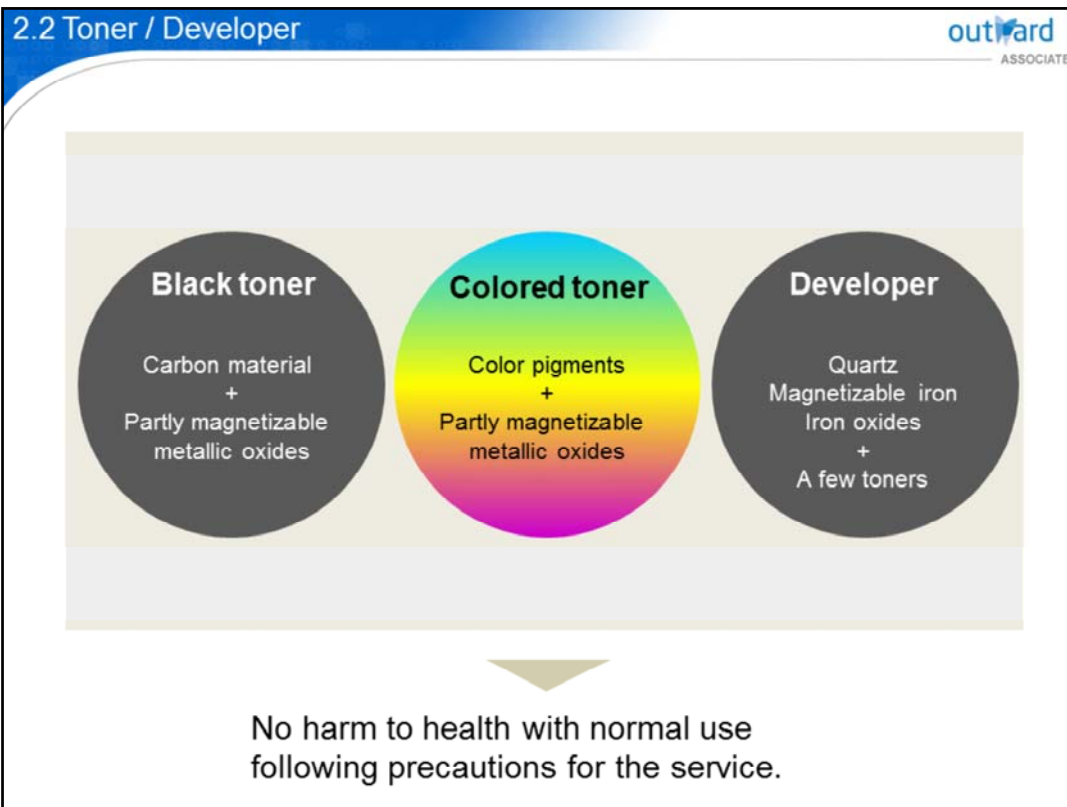 2.2 Toner / Developer
outward
ASSOCIATE
Black toner
Carbon material
+
Partly magnetizable
metallic oxides
Colored toner
Color pigments
+
Partly magnetizable
metallic oxides
Developer
Quartz
Magnetizable iron
Iron oxides
+
A few toners
No harm to health with normal use
following precautions for the service.